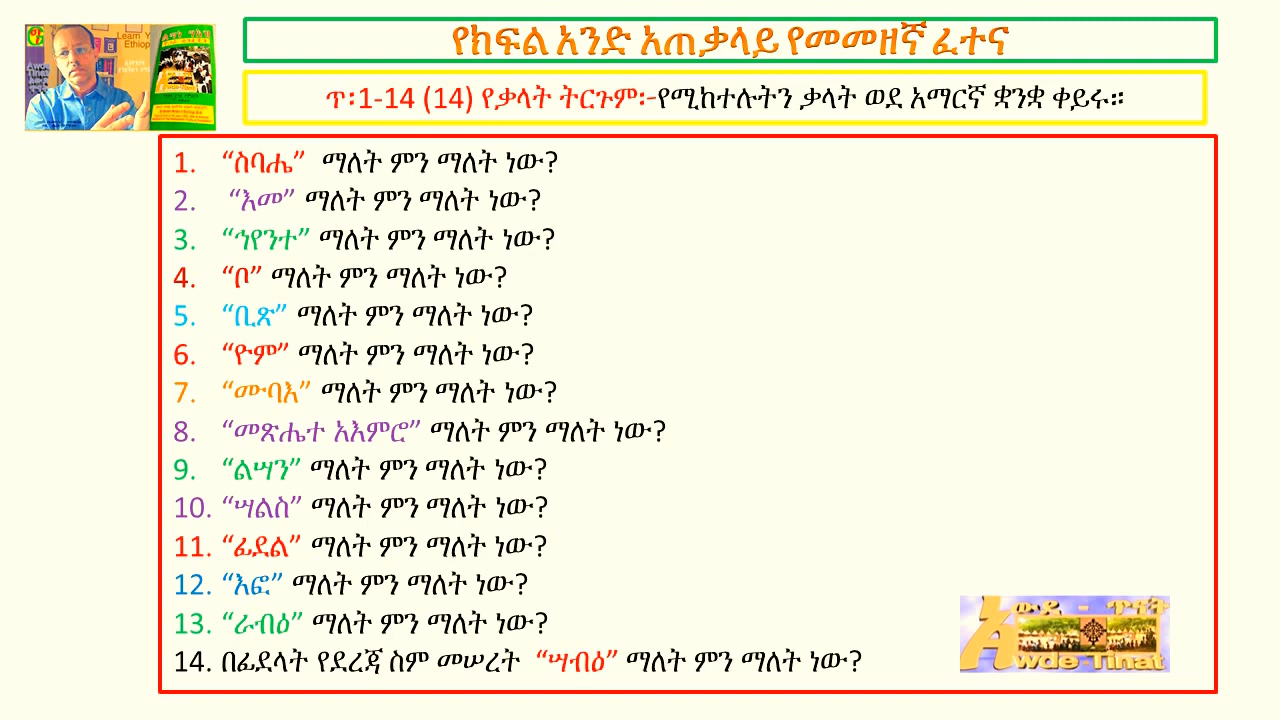 የክፍል አንድ አጠቃላይ የመመዘኛ ፈተና
ጥ፡1-14 (14) የቃላት ትርጉም፡-የሚከተሉትን ቃላት ወደ አማርኛ ቋንቋ ቀይሩ።
1. “ስባሔ” ማለት ምን ማለት ነው?
2. “እመ” ማለት ምን ማለት ነው?
3. “ኅየንተ” ማለት ምን ማለት ነው?
4. “ቦ” ማለት ምን ማለት ነው?
5. “ቢጽ” ማለት ምን ማለት ነው?
6. “ዮም” ማለት ምን ማለት ነው?
7. “ሙባእ” ማለት ምን ማለት ነው?
8. “መጽሔተ አእምሮ” ማለት ምን ማለት ነው?
9. “ልሣን” ማለት ምን ማለት ነው?
10. “ሣልስ” ማለት ምን ማለት ነው?
11. “ፊደል” ማለት ምን ማለት ነው?
12. “እፎ” ማለት ምን ማለት ነው?
13. “ራብዕ” ማለት ምን ማለት ነው?
14. በፊደላት የደረጃ ስም መሠረት “ሣብዕ” ማለት ምን ማለት ነው?
አውደ - ጥናት
Awde-Tinat